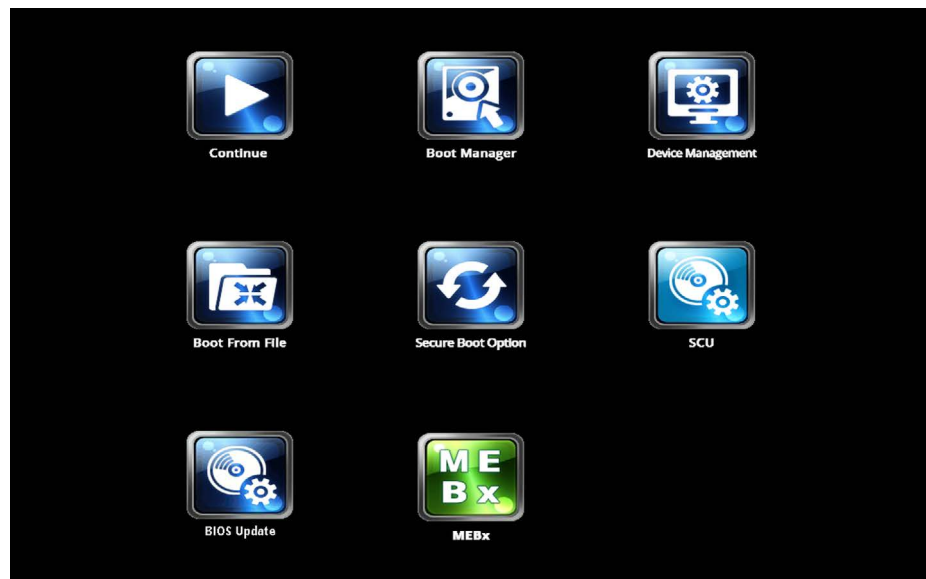 Continue
Boot Manager
Device Management
Boot From File
Secure Boot Option
SCU
BIOS Update
M E
B x
MEBx